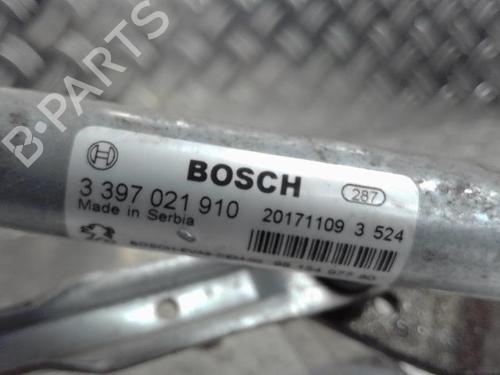 B-PARTS
BOSCH
287
3 397 021 910
Made in Serbia
20171109 3 524